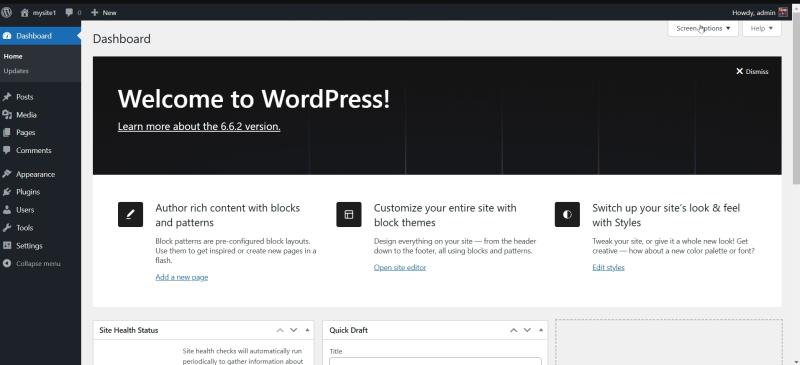 mysite1 0 New Howdy, admin
Dashboard
Home
Updates
Posts
Media
Pages
Comments
Appearance
Plugins
Users
Tools
Settings
Collapse menu
Dashboard
Screen Options ▼ Help ▼
Dismiss
Welcome to WordPress!
Learn more about the 6.6.2 version.
Author rich content with blocks
and patterns
Block patterns are pre-configured block layouts.
Use them to get inspired or create new pages in a
flash.
Add a new page
Customize your entire site with
block themes
Design everything on your site — from the header
down to the footer, all using blocks and patterns.
Open site editor
Switch up your site’s look & feel
with Styles
Tweak your site, or give it a whole new look! Get
creative — how about a new color palette or font?
Edit styles
Site Health Status
Site health checks will automatically run
periodically to gather information about
Quick Draft
Title